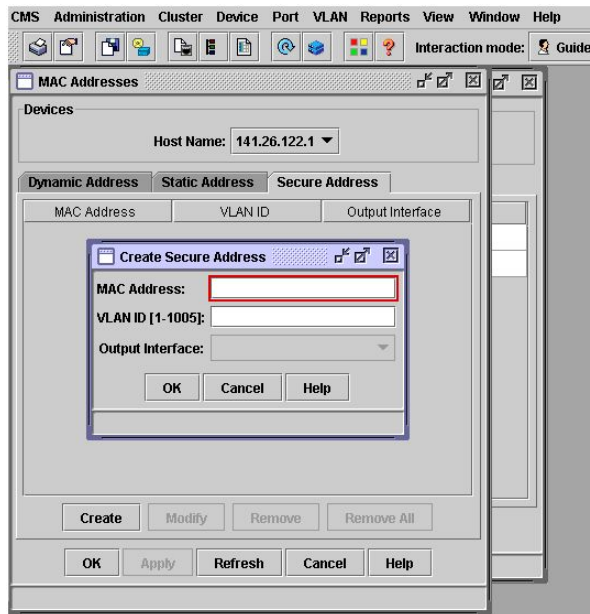 CMS Administration Cluster Device Port VLAN Reports View Window Help
Interaction mode: Guide
MAC Addresses
Devices
Host Name: 141.26.122.1
Dynamic Address Static Address Secure Address
MAC Address VLAN ID Output Interface
Create Secure Address
MAC Address:
VLAN ID [1-1005]:
Output Interface:
OK Cancel Help
Create Modify Remove Remove All
OK Apply Refresh Cancel Help